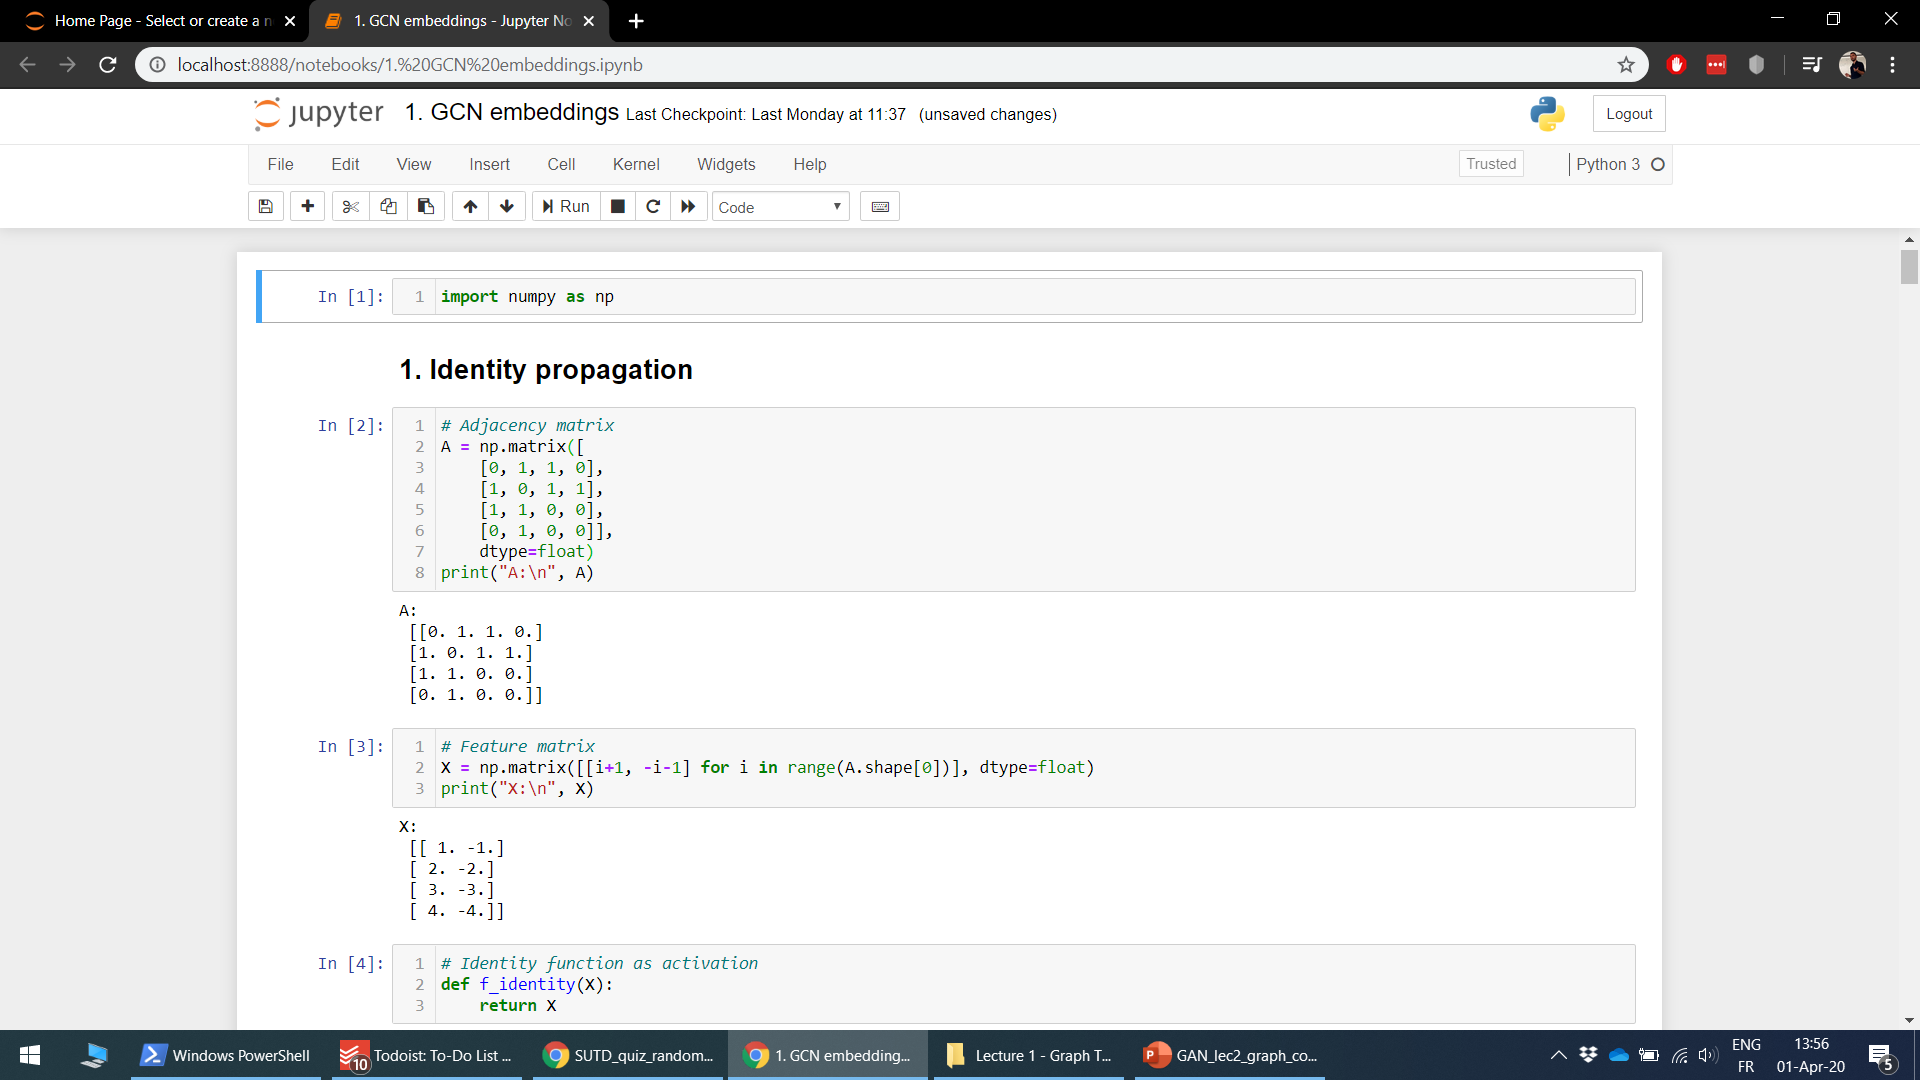 Home Page - Select or create a n
1. GCN embeddings - Jupyter No
localhost:8888/notebooks/1.%20GCN%20embeddings.ipynb
jupyter 1. GCN embeddings Last Checkpoint: Last Monday at 11:37 (unsaved changes)
Logout
File Edit View Insert Cell Kernel Widgets Help
Trusted
Python 3
Run
Code
In [1]:
1 import numpy as np
1. Identity propagation
In [2]:
1 # Adjacency matrix
2 A = np.matrix([
3     [0, 1, 1, 0],
4     [1, 0, 1, 1],
5     [1, 1, 0, 0],
6     [0, 1, 0, 0]],
7     dtype=float)
8 print("A:\n", A)
A:
 [[0. 1. 1. 0.]
 [1. 0. 1. 1.]
 [1. 1. 0. 0.]
 [0. 1. 0. 0.]]
In [3]:
1 # Feature matrix
2 X = np.matrix([[i+1, -i-1] for i in range(A.shape[0])], dtype=float)
3 print("X:\n", X)
X:
 [[ 1. -1.]
 [ 2. -2.]
 [ 3. -3.]
 [ 4. -4.]]
In [4]:
1 # Identity function as activation
2 def f_identity(X):
3     return X
Windows PowerShell
10
Todoist: To-Do List ...
SUTD_quiz_random...
1. GCN embedding...
Lecture 1 - Graph T...
GAN_lec2_graph_co...
ENG
FR
13:56
01-Apr-20
5